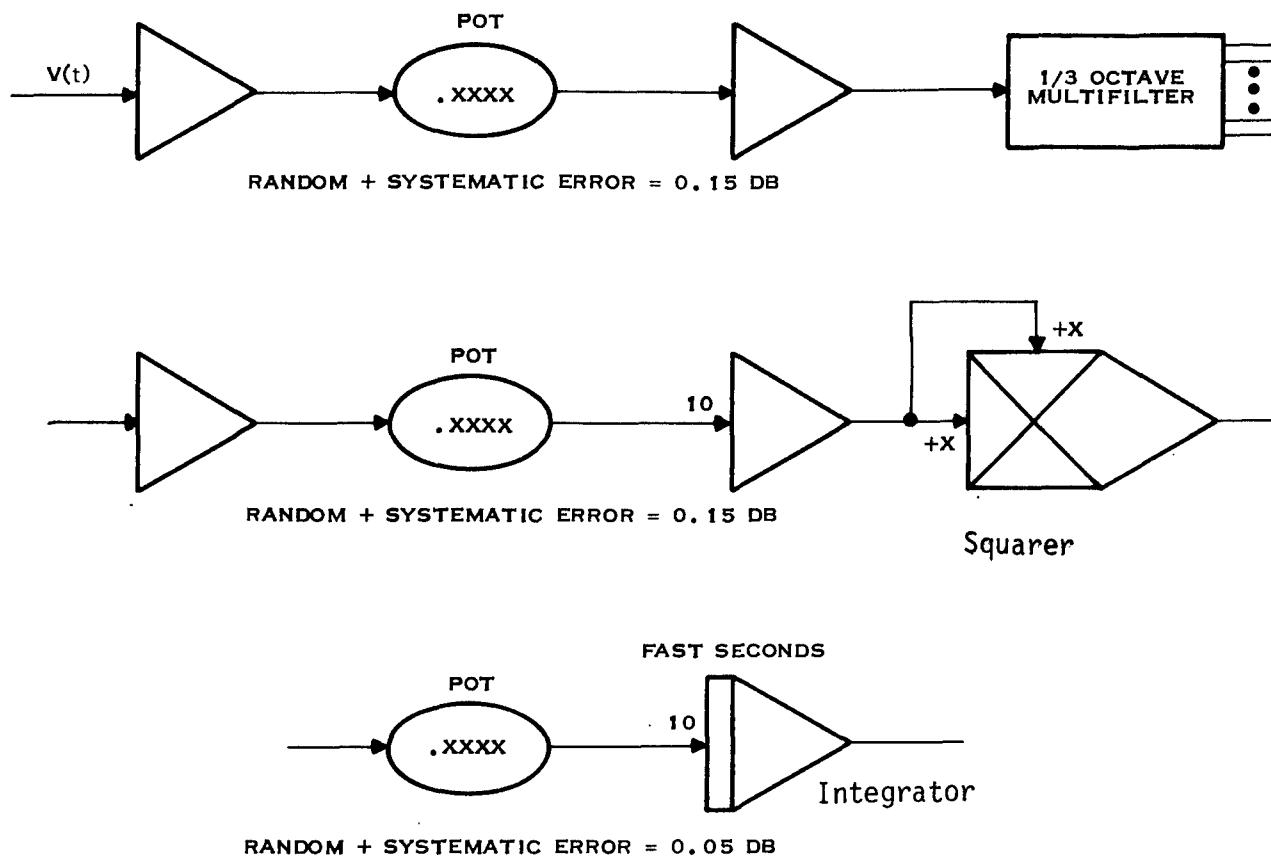 POT
V(t)
.XXXX
1/3 OCTAVE
MULTIFILTER
RANDOM + SYSTEMATIC ERROR = 0.15 DB
+X
POT
10
.XXXX
+X
RANDOM + SYSTEMATIC ERROR = 0.15 DB
Squarer
FAST SECONDS
POT
10
.XXXX
Integrator
RANDOM + SYSTEMATIC ERROR = 0.05 DB